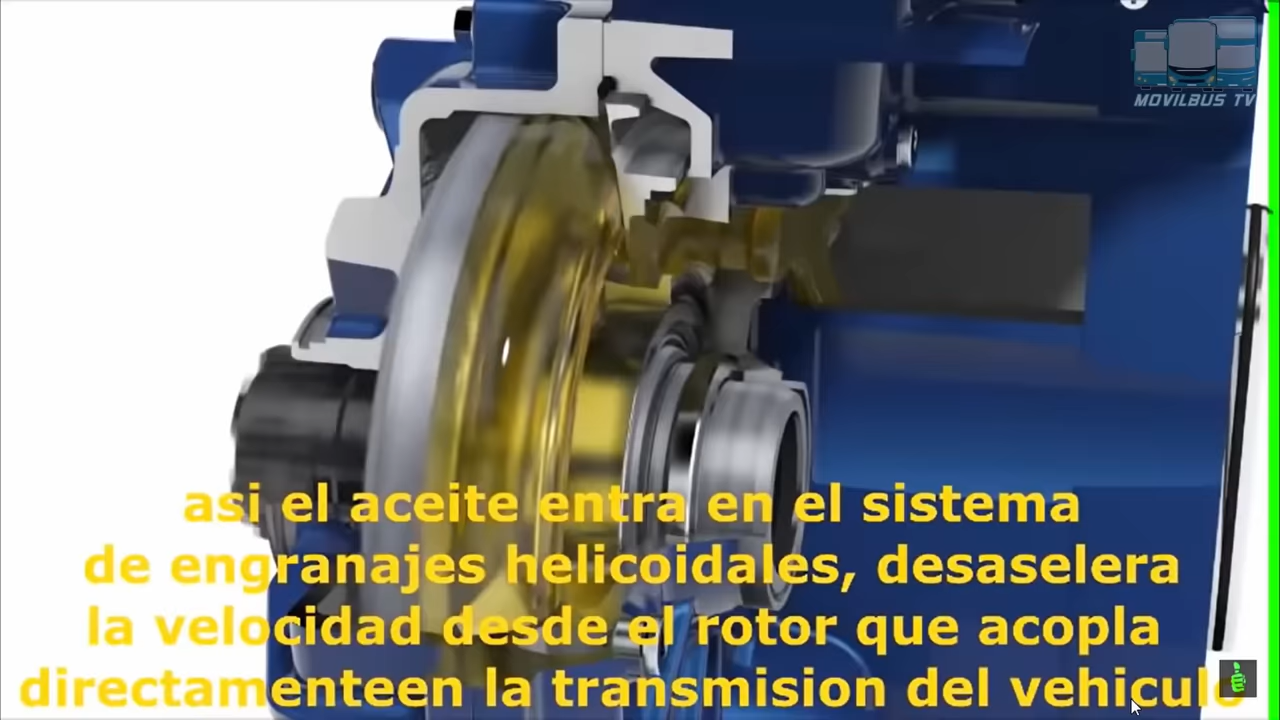 MOVILBUS TV
asi el aceite entra en el sistema
de engranajes helicoidales, desaselera
la velocidad desde el rotor que acopla
directamenteen la transmision del vehiculo